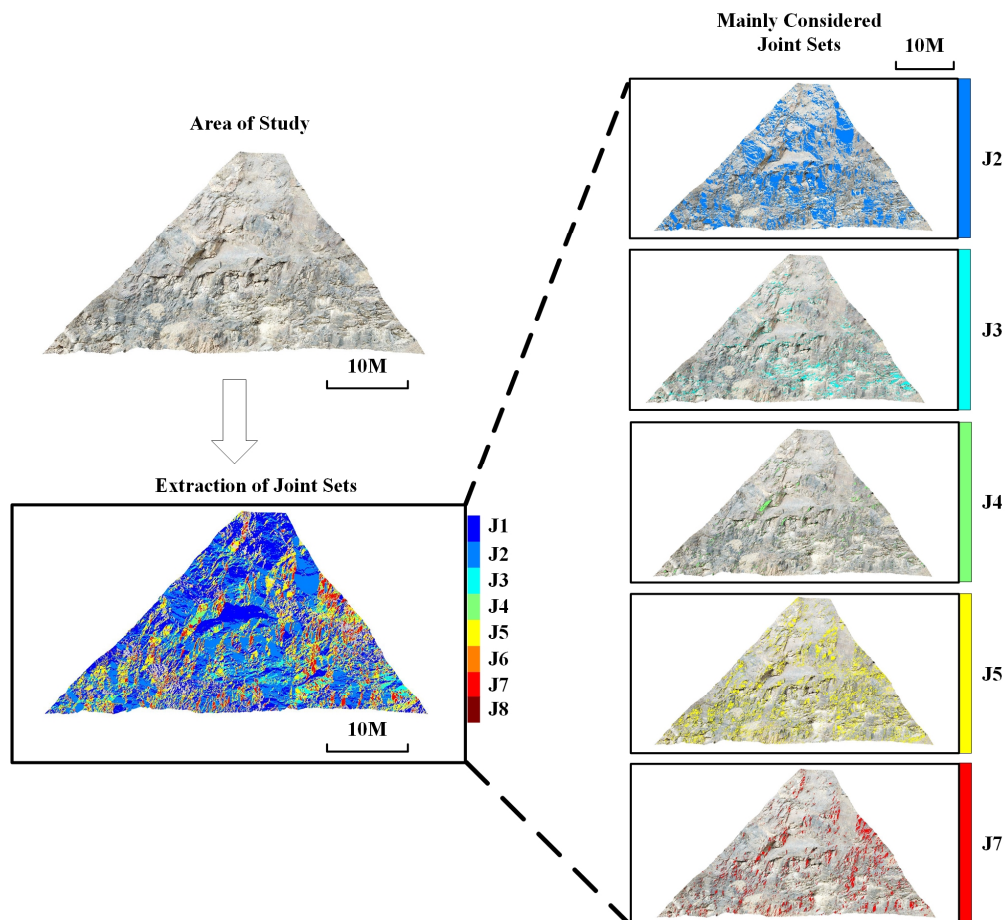 Area of Study
10M
Extraction of Joint Sets
J1
J2
J3
J4
J5
J6
J7
J8
10M
Mainly Considered
Joint Sets
10M
J2
J3
J4
J5
J7